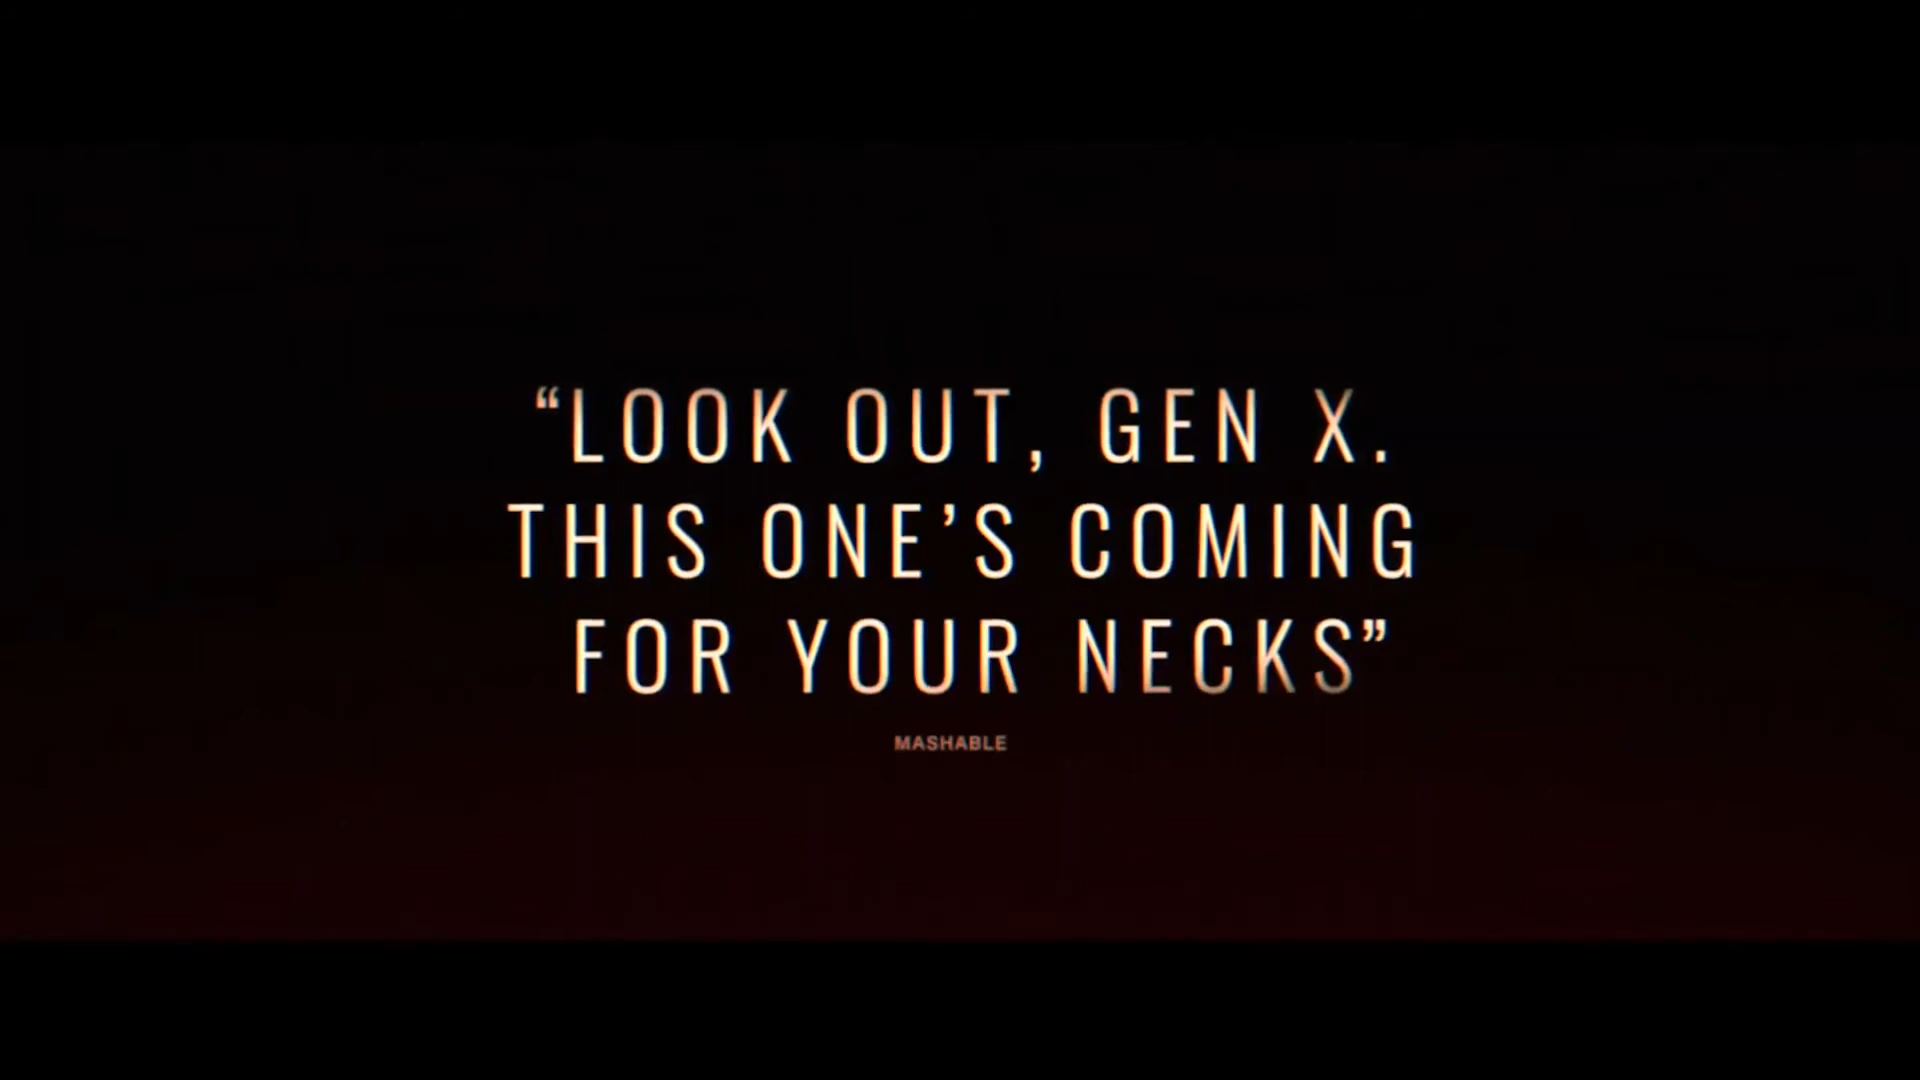 “LOOK OUT, GEN X.
THIS ONE’S COMING
FOR YOUR NECKS”
MASHABLE